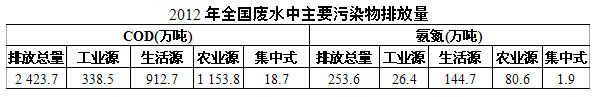 2012 年全国废水中主要污染物排放量
COD(万吨) 氨氮(万吨)
排放总量 工业源 生活源 农业源 集中式 排放总量 工业源 生活源 农业源 集中式
2 423.7 338.5 912.7 1 153.8 18.7 253.6 26.4 144.7 80.6 1.9